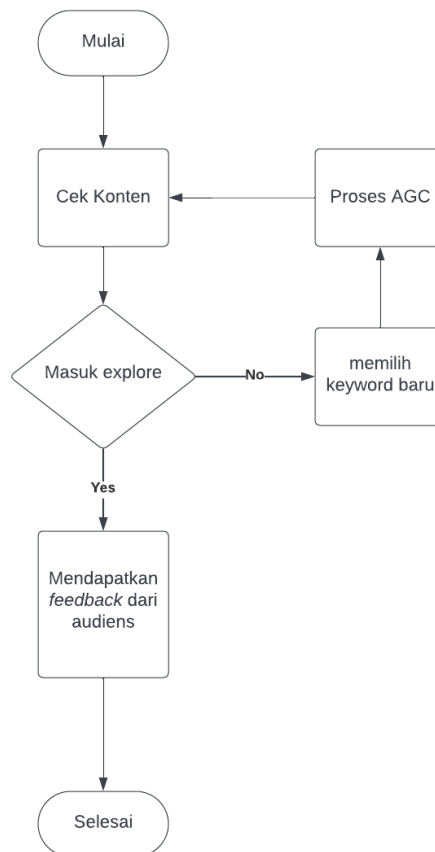 Mulai
Cek Konten
Proses AGC
Masuk explore
No
memilih
keyword baru
Yes
Mendapatkan
feedback dari
audiens
Selesai